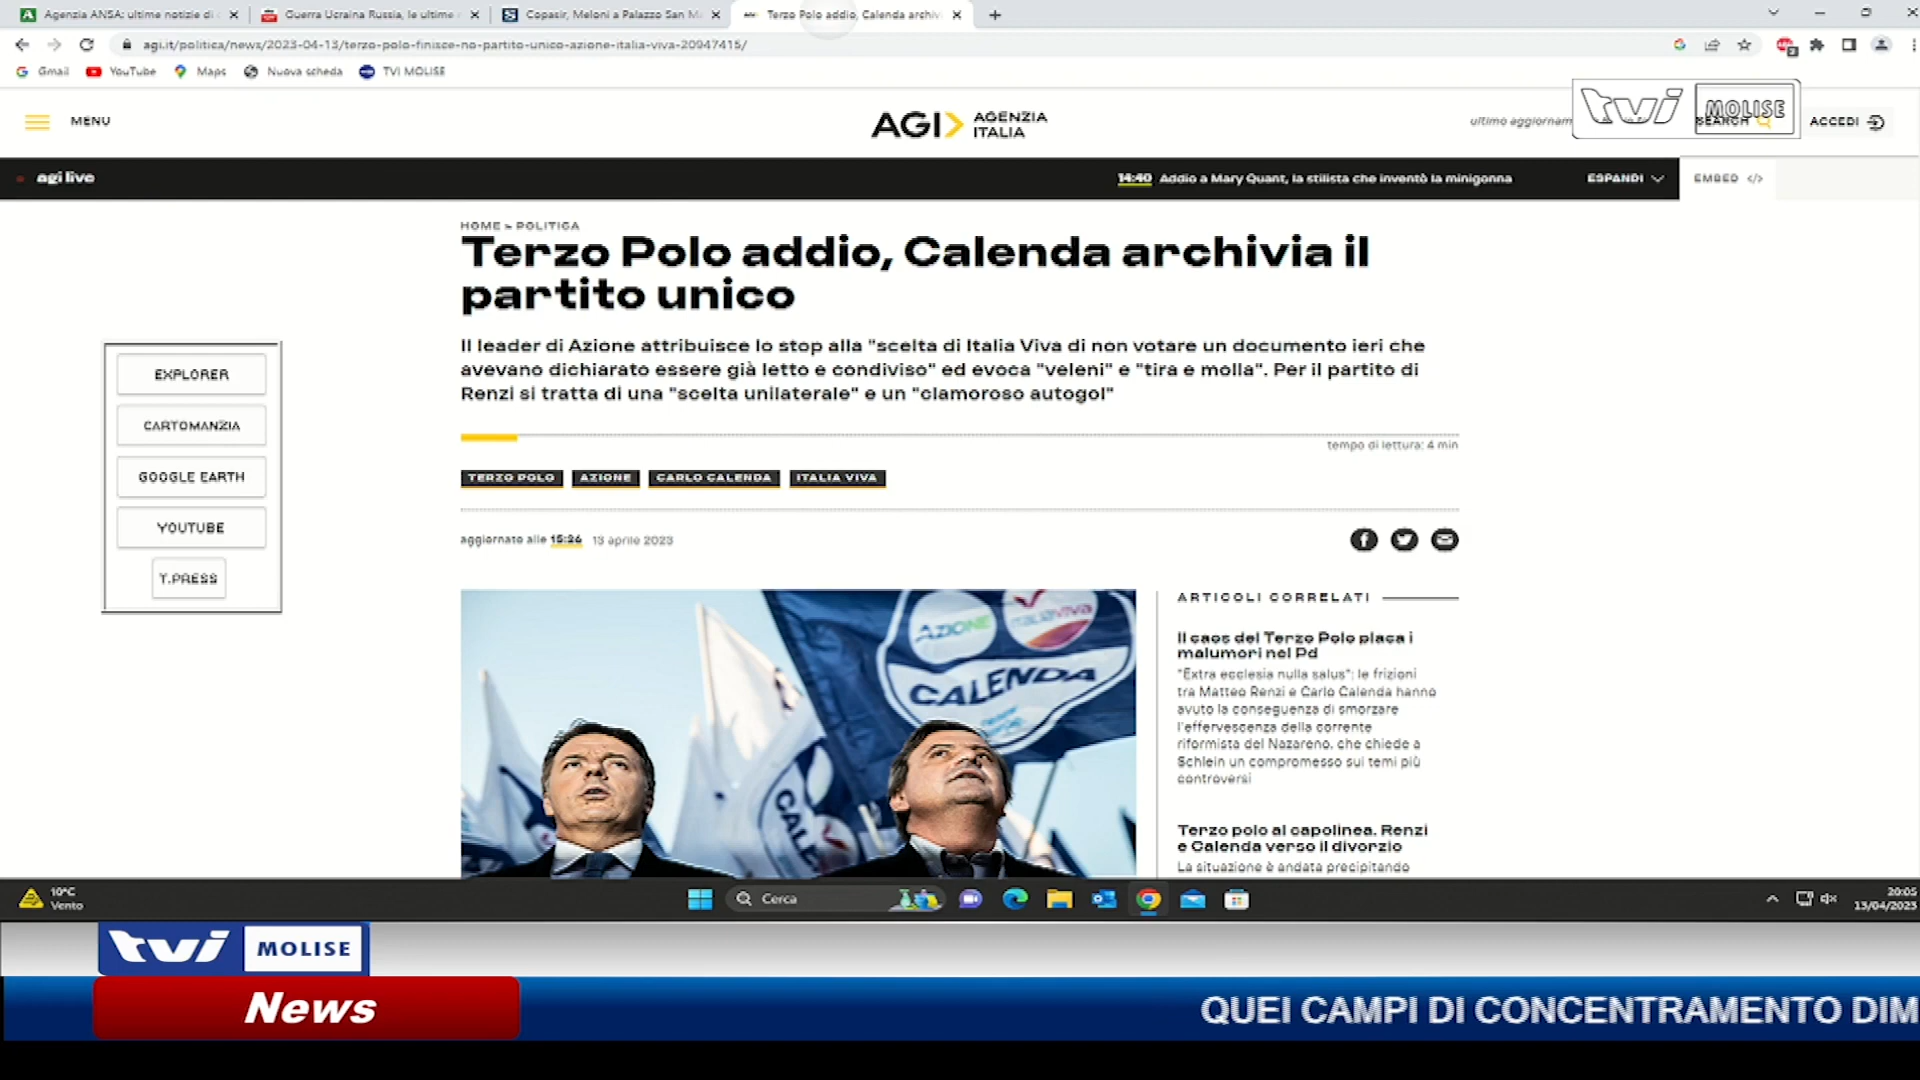 Agenzia ANSA: ultime notizie di
Guerra Ucraina Russia, le ultime
Copasir, Meloni a Palazzo San M
Terzo Polo addio, Calenda archiv
agi.it/politica/news/2023-04-13/terzo-polo-finisce-no-partito-unico-azione-italia-viva-20947415/
Gmail YouTube Maps Nuova scheda TVI MOLISE
MENU
AGI AGENZIA ITALIA
ultimo aggiornam
SEARCH
ACCEDI
tvi MOLISE
agi live
14:40 Addio a Mary Quant, la stilista che inventò la minigonna
ESPANDI
EMBED </>
HOME > POLITICA
Terzo Polo addio, Calenda archivia il
partito unico
Il leader di Azione attribuisce lo stop alla "scelta di Italia Viva di non votare un documento ieri che
avevano dichiarato essere già letto e condiviso" ed evoca "veleni" e "tira e molla". Per il partito di
Renzi si tratta di una "scelta unilaterale" e un "clamoroso autogol"
tempo di lettura: 4 min
TERZO POLO AZIONE CARLO CALENDA ITALIA VIVA
aggiornato alle 15:26 13 aprile 2023
EXPLORER
CARTOMANZIA
GOOGLE EARTH
YOUTUBE
T.PRESS
AZIONE
ITALIA VIVA
CALENDA
ARTICOLI CORRELATI
Il caos del Terzo Polo placa i
malumori nel Pd
"Extra ecclesia nulla salus": le frizioni
tra Matteo Renzi e Carlo Calenda hanno
avuto la conseguenza di smorzare
l'effervescenza della corrente
riformista del Nazareno, che chiede a
Schlein un compromesso sui temi più
controversi
Terzo polo al capolinea. Renzi
e Calenda verso il divorzio
La situazione è andata precipitando
10°C
Vento
Cerca
20:05
13/04/2023
tvi MOLISE
News
QUEI CAMPI DI CONCENTRAMENTO DIM